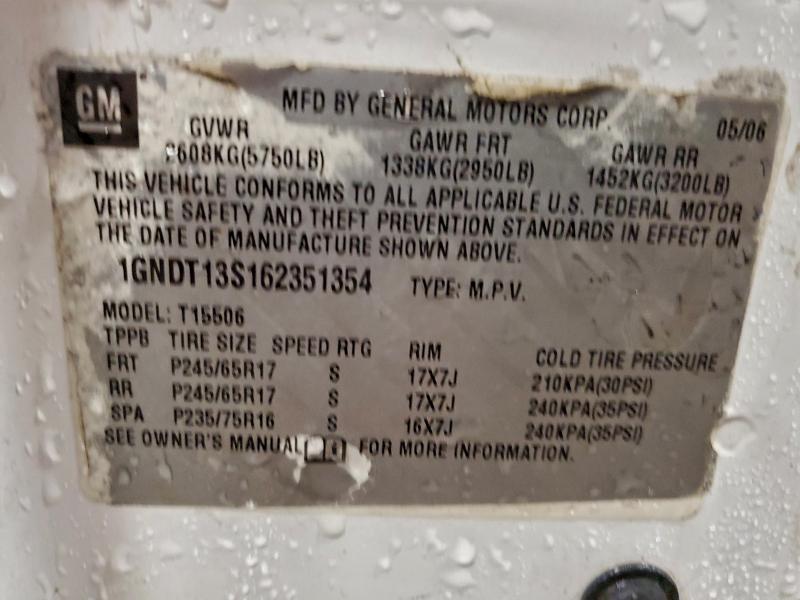 GM
MFD BY GENERAL MOTORS CORP 05/06
GVWR GAWR FRT GAWR RR
2608KG(5750LB) 1338KG(2950LB) 1452KG(3200LB)
THIS VEHICLE CONFORMS TO ALL APPLICABLE U.S. FEDERAL MOTOR
VEHICLE SAFETY AND THEFT PREVENTION STANDARDS IN EFFECT ON
THE DATE OF MANUFACTURE SHOWN ABOVE.
1GNDT13S162351354 TYPE: M.P.V.
MODEL: T15506
TPPB TIRE SIZE SPEED RTG RIM COLD TIRE PRESSURE
FRT P245/65R17 S 17X7J 210KPA(30PSI)
RR P245/65R17 S 17X7J 240KPA(35PSI)
SPA P235/75R16 S 16X7J 240KPA(35PSI)
SEE OWNER'S MANUAL FOR MORE INFORMATION.